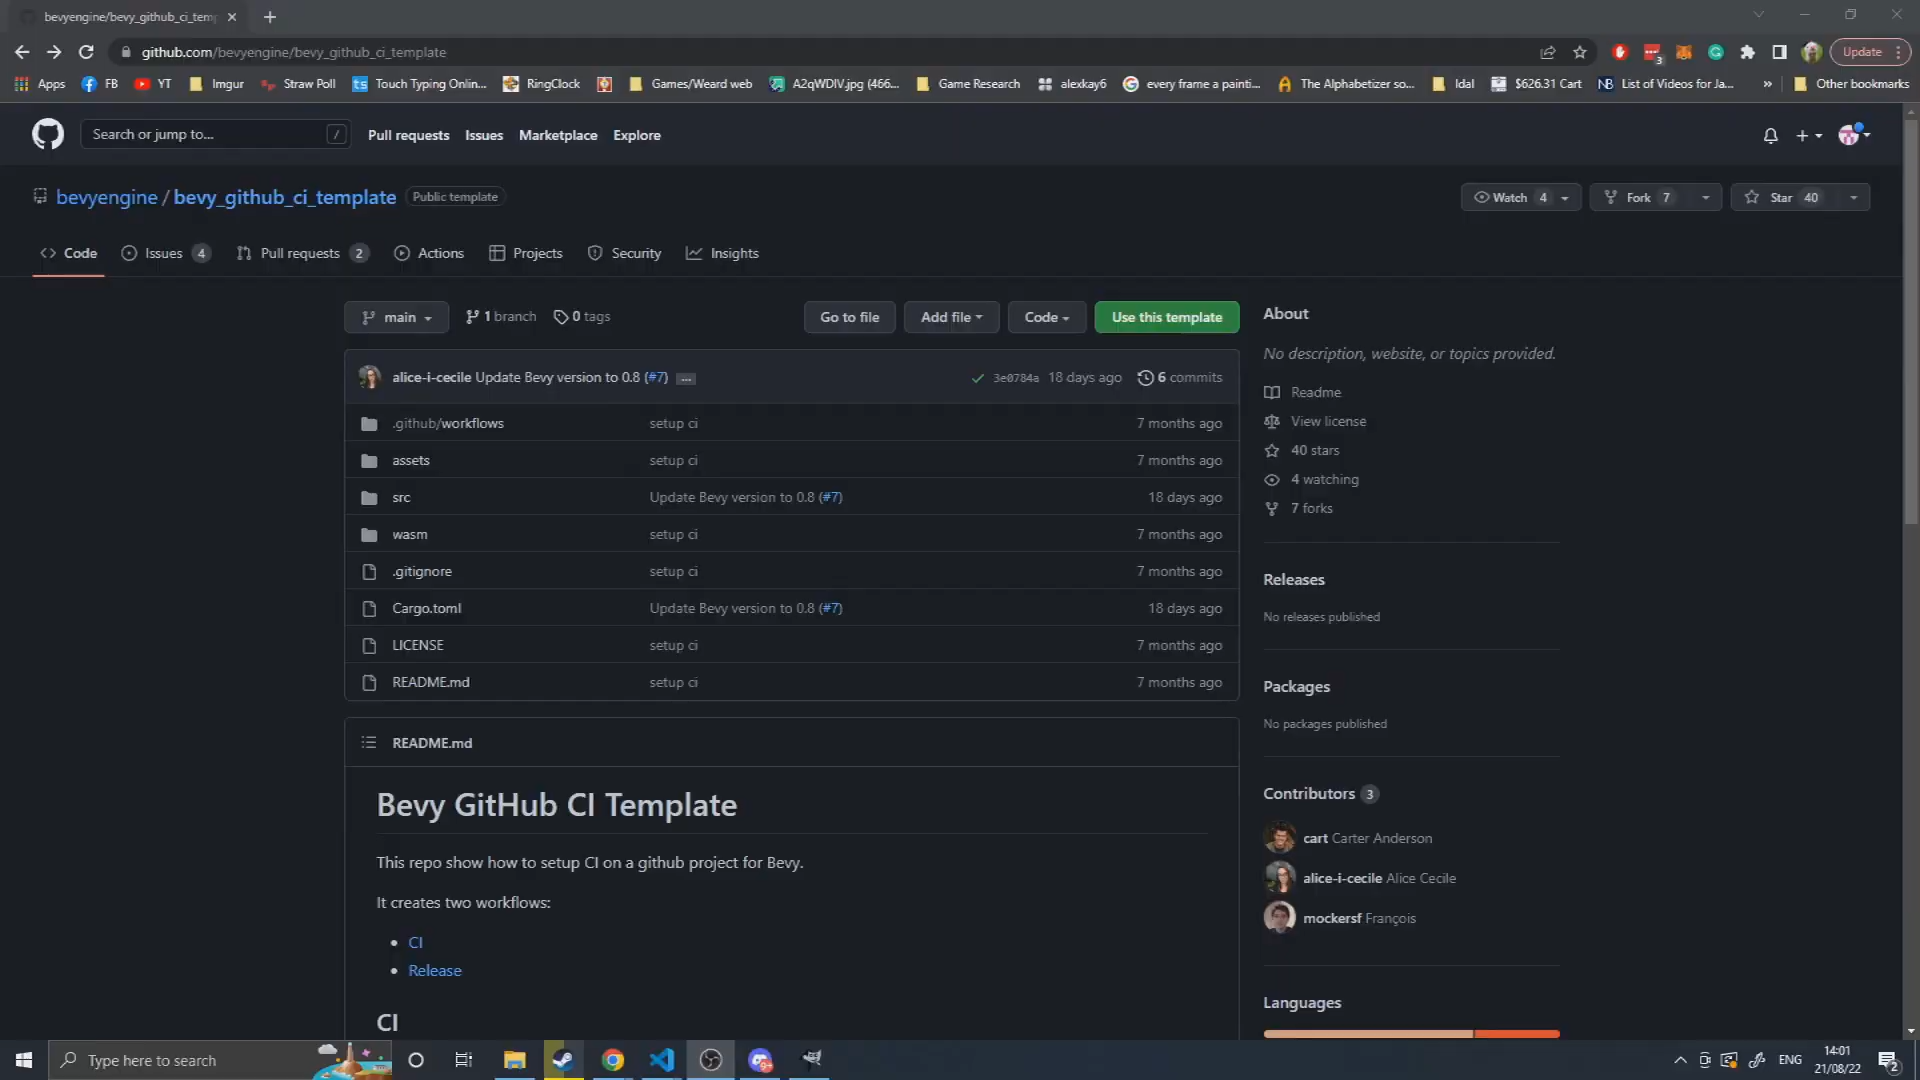 bevyengine/bevy_github_ci_temp
github.com/bevyengine/bevy_github_ci_template
Update
3
Apps
FB
YT
Imgur
Straw Poll
Touch Typing Onlin...
RingClock
Games/Weard web
A2qWDIV.jpg (466...
Game Research
alexkay6
every frame a painti...
The Alphabetizer so...
Idal
$626.31 Cart
List of Videos for Ja...
»
Other bookmarks
Search or jump to...
/
Pull requests
Issues
Marketplace
Explore
bevyengine / bevy_github_ci_template
Public template
Watch 4
Fork 7
Star 40
Code
Issues 4
Pull requests 2
Actions
Projects
Security
Insights
main
1 branch
0 tags
Go to file
Add file
Code
Use this template
alice-i-cecile Update Bevy version to 0.8 (#7) ...
3e0784a 18 days ago
6 commits
.github/workflows setup ci 7 months ago
assets setup ci 7 months ago
src Update Bevy version to 0.8 (#7) 18 days ago
wasm setup ci 7 months ago
.gitignore setup ci 7 months ago
Cargo.toml Update Bevy version to 0.8 (#7) 18 days ago
LICENSE setup ci 7 months ago
README.md setup ci 7 months ago
README.md
Bevy GitHub CI Template
This repo show how to setup CI on a github project for Bevy.
It creates two workflows:
CI
Release
CI
About
No description, website, or topics provided.
Readme
View license
40 stars
4 watching
7 forks
Releases
No releases published
Packages
No packages published
Contributors 3
cart Carter Anderson
alice-i-cecile Alice Cecile
mockersf François
Languages
Type here to search
ENG
14:01
21/08/22
2